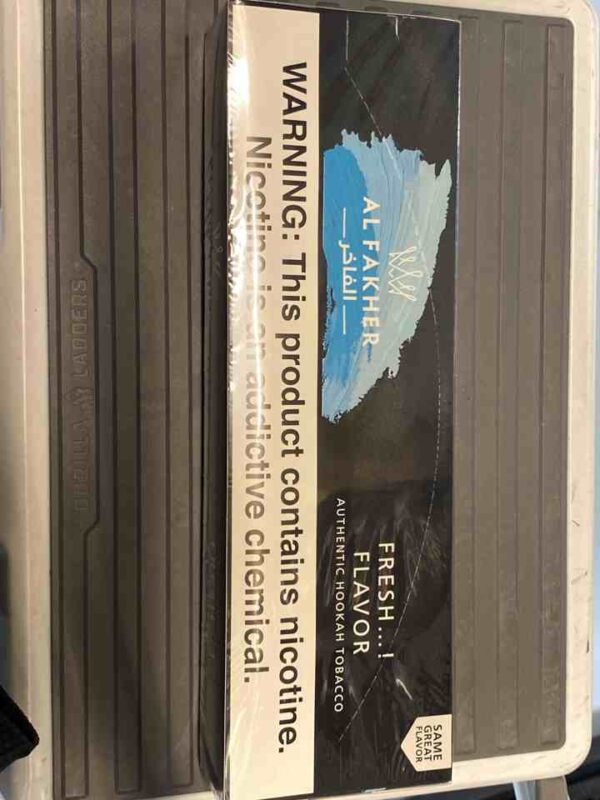 AL FAKHER
الفاخر
FRESH...!
FLAVOR
AUTHENTIC HOOKAH TOBACCO
SAME
GREAT
FLAVOR
WARNING: This product contains nicotine.
Nicotine is an addictive chemical.
GORILLA LADDERS